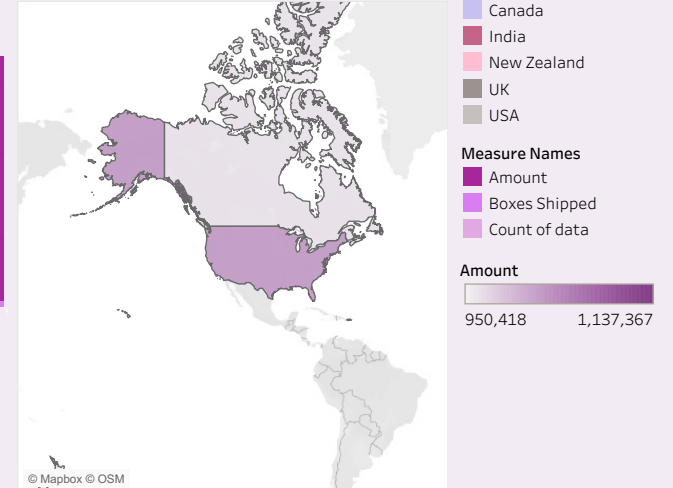 Canada
India
New Zealand
UK
USA
Measure Names
Amount
Boxes Shipped
Count of data
Amount
950,418 1,137,367
© Mapbox © OSM